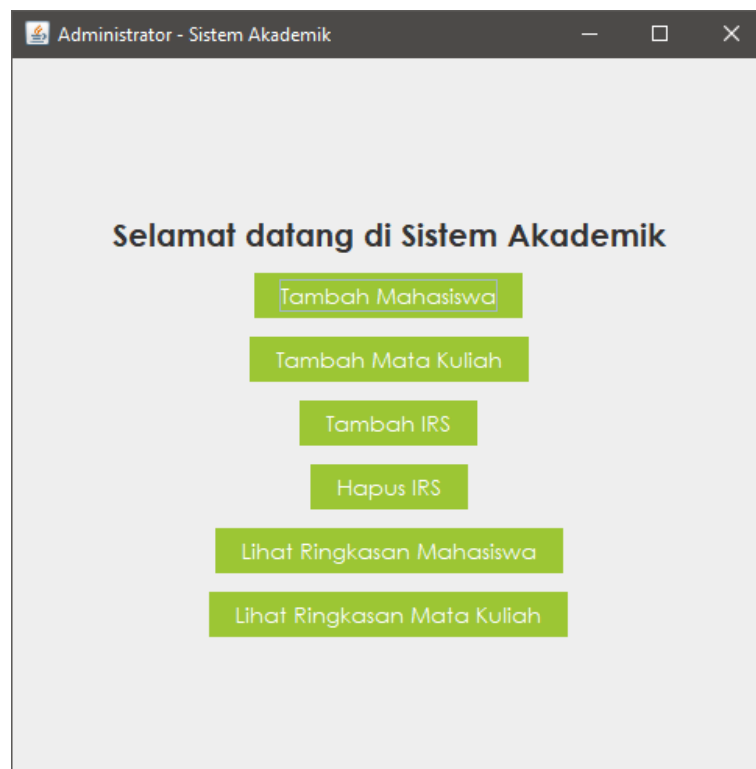 Administrator - Sistem Akademik
Selamat datang di Sistem Akademik
Tambah Mahasiswa
Tambah Mata Kuliah
Tambah IRS
Hapus IRS
Lihat Ringkasan Mahasiswa
Lihat Ringkasan Mata Kuliah